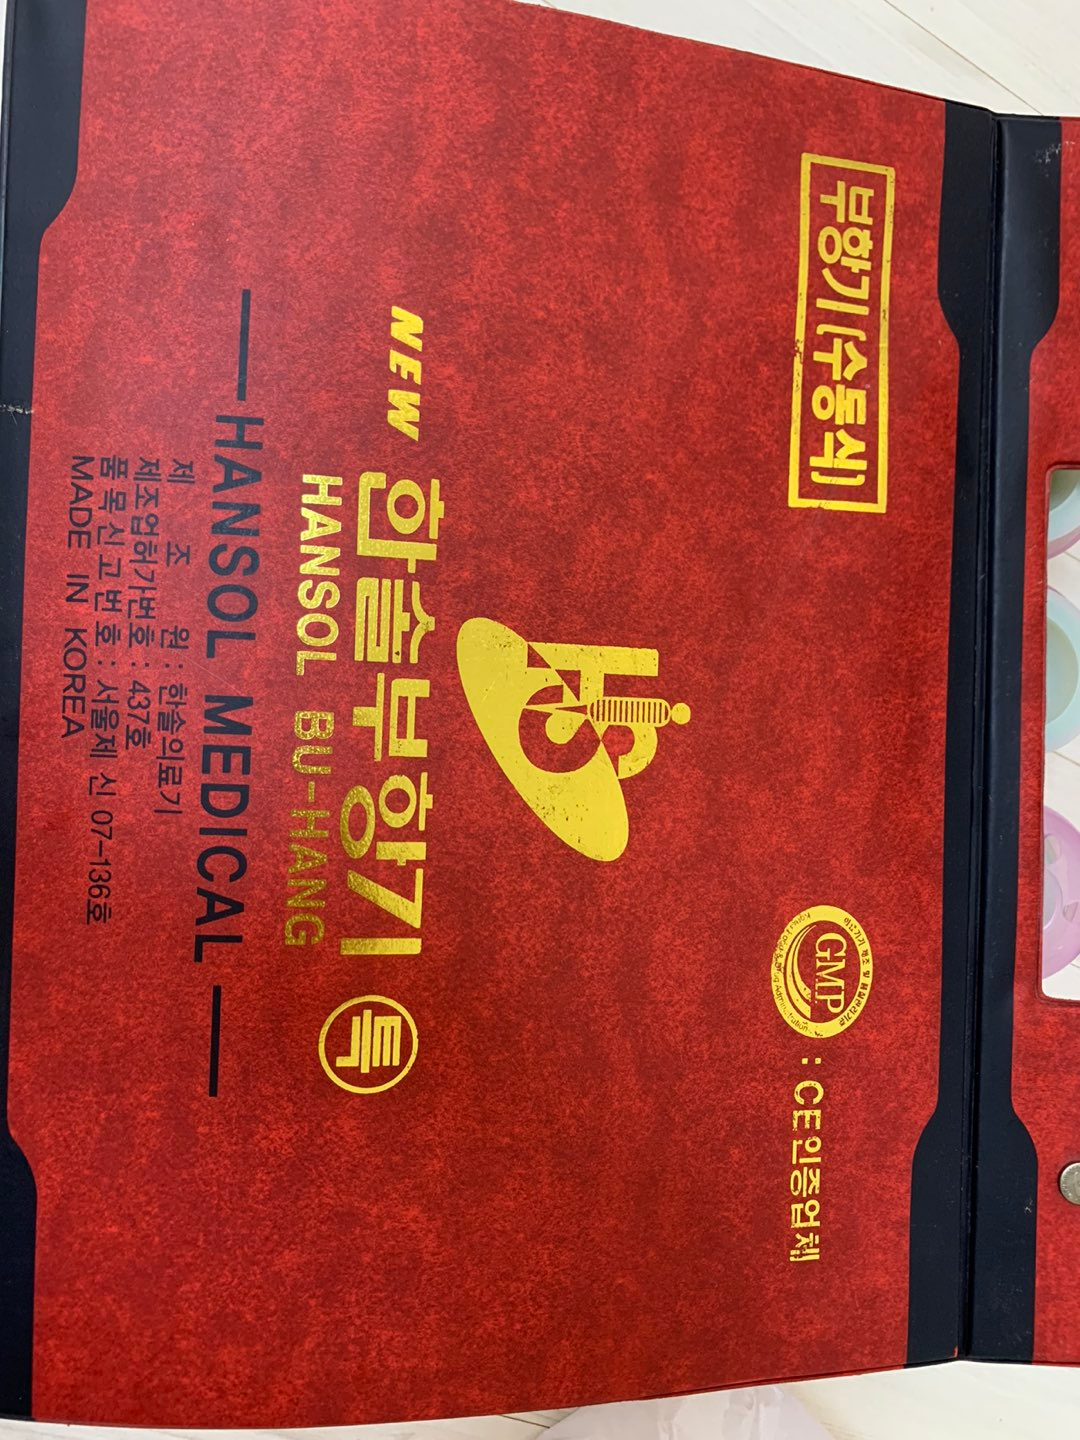 부항기(수동식)
GMP
: CE인증업체
NEW 한솔부항기 특
HANSOL BU-HANG
HANSOL MEDICAL
제 조 원 : 한솔의료기
제조업허가번호 : 437호
품목신고번호 : 서울제 신 07-136호
MADE IN KOREA